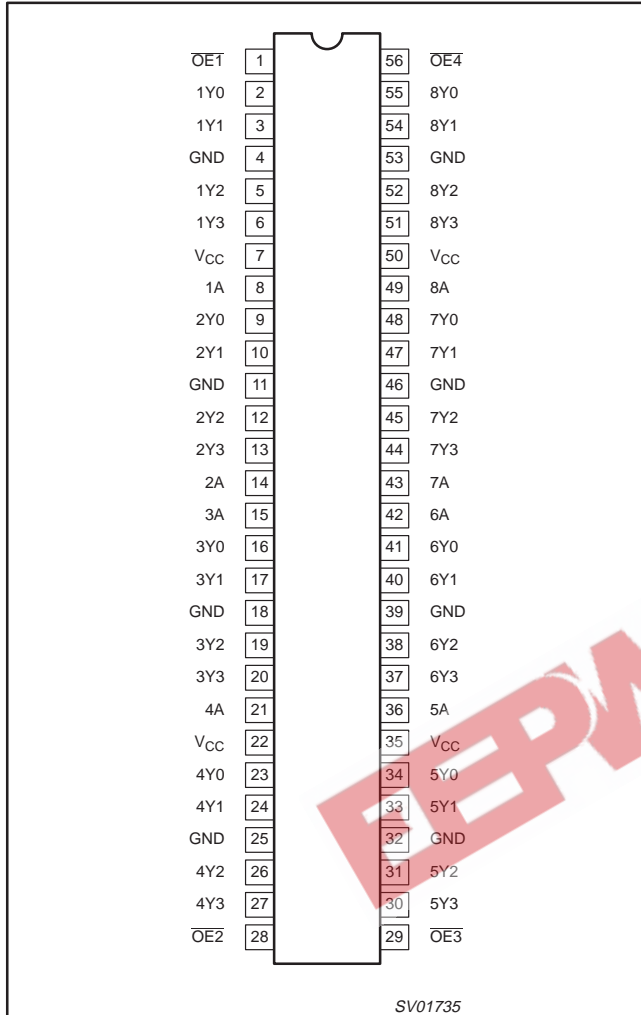 O̅E̅1̅ 1 56 O̅E̅4̅
1Y0 2 55 8Y0
1Y1 3 54 8Y1
GND 4 53 GND
1Y2 5 52 8Y2
1Y3 6 51 8Y3
VCC 7 50 VCC
1A 8 49 8A
2Y0 9 48 7Y0
2Y1 10 47 7Y1
GND 11 46 GND
2Y2 12 45 7Y2
2Y3 13 44 7Y3
2A 14 43 7A
3A 15 42 6A
3Y0 16 41 6Y0
3Y1 17 40 6Y1
GND 18 39 GND
3Y2 19 38 6Y2
3Y3 20 37 6Y3
4A 21 36 5A
VCC 22 35 VCC
4Y0 23 34 5Y0
4Y1 24 33 5Y1
GND 25 32 GND
4Y2 26 31 5Y2
4Y3 27 30 5Y3
O̅E̅2̅ 28 29 O̅E̅3̅
SV01735
EEPW